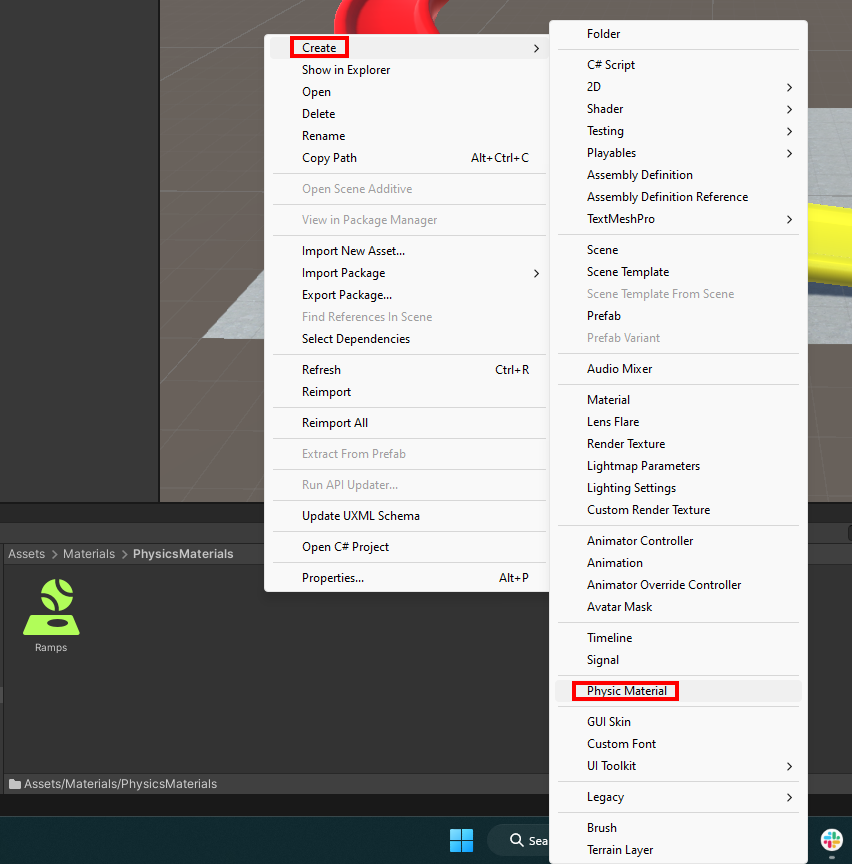 Create
Show in Explorer
Open
Delete
Rename
Copy Path Alt+Ctrl+C
Open Scene Additive
View in Package Manager
Import New Asset...
Import Package
Export Package...
Find References In Scene
Select Dependencies
Refresh Ctrl+R
Reimport
Reimport All
Extract From Prefab
Run API Updater...
Update UXML Schema
Open C# Project
Properties... Alt+P
Folder
C# Script
2D
Shader
Testing
Playables
Assembly Definition
Assembly Definition Reference
TextMeshPro
Scene
Scene Template
Scene Template From Scene
Prefab
Prefab Variant
Audio Mixer
Material
Lens Flare
Render Texture
Lightmap Parameters
Lighting Settings
Custom Render Texture
Animator Controller
Animation
Animator Override Controller
Avatar Mask
Timeline
Signal
Physic Material
GUI Skin
Custom Font
UI Toolkit
Legacy
Brush
Terrain Layer
Assets > Materials > PhysicsMaterials
Ramps
Assets/Materials/PhysicsMaterials
Sea